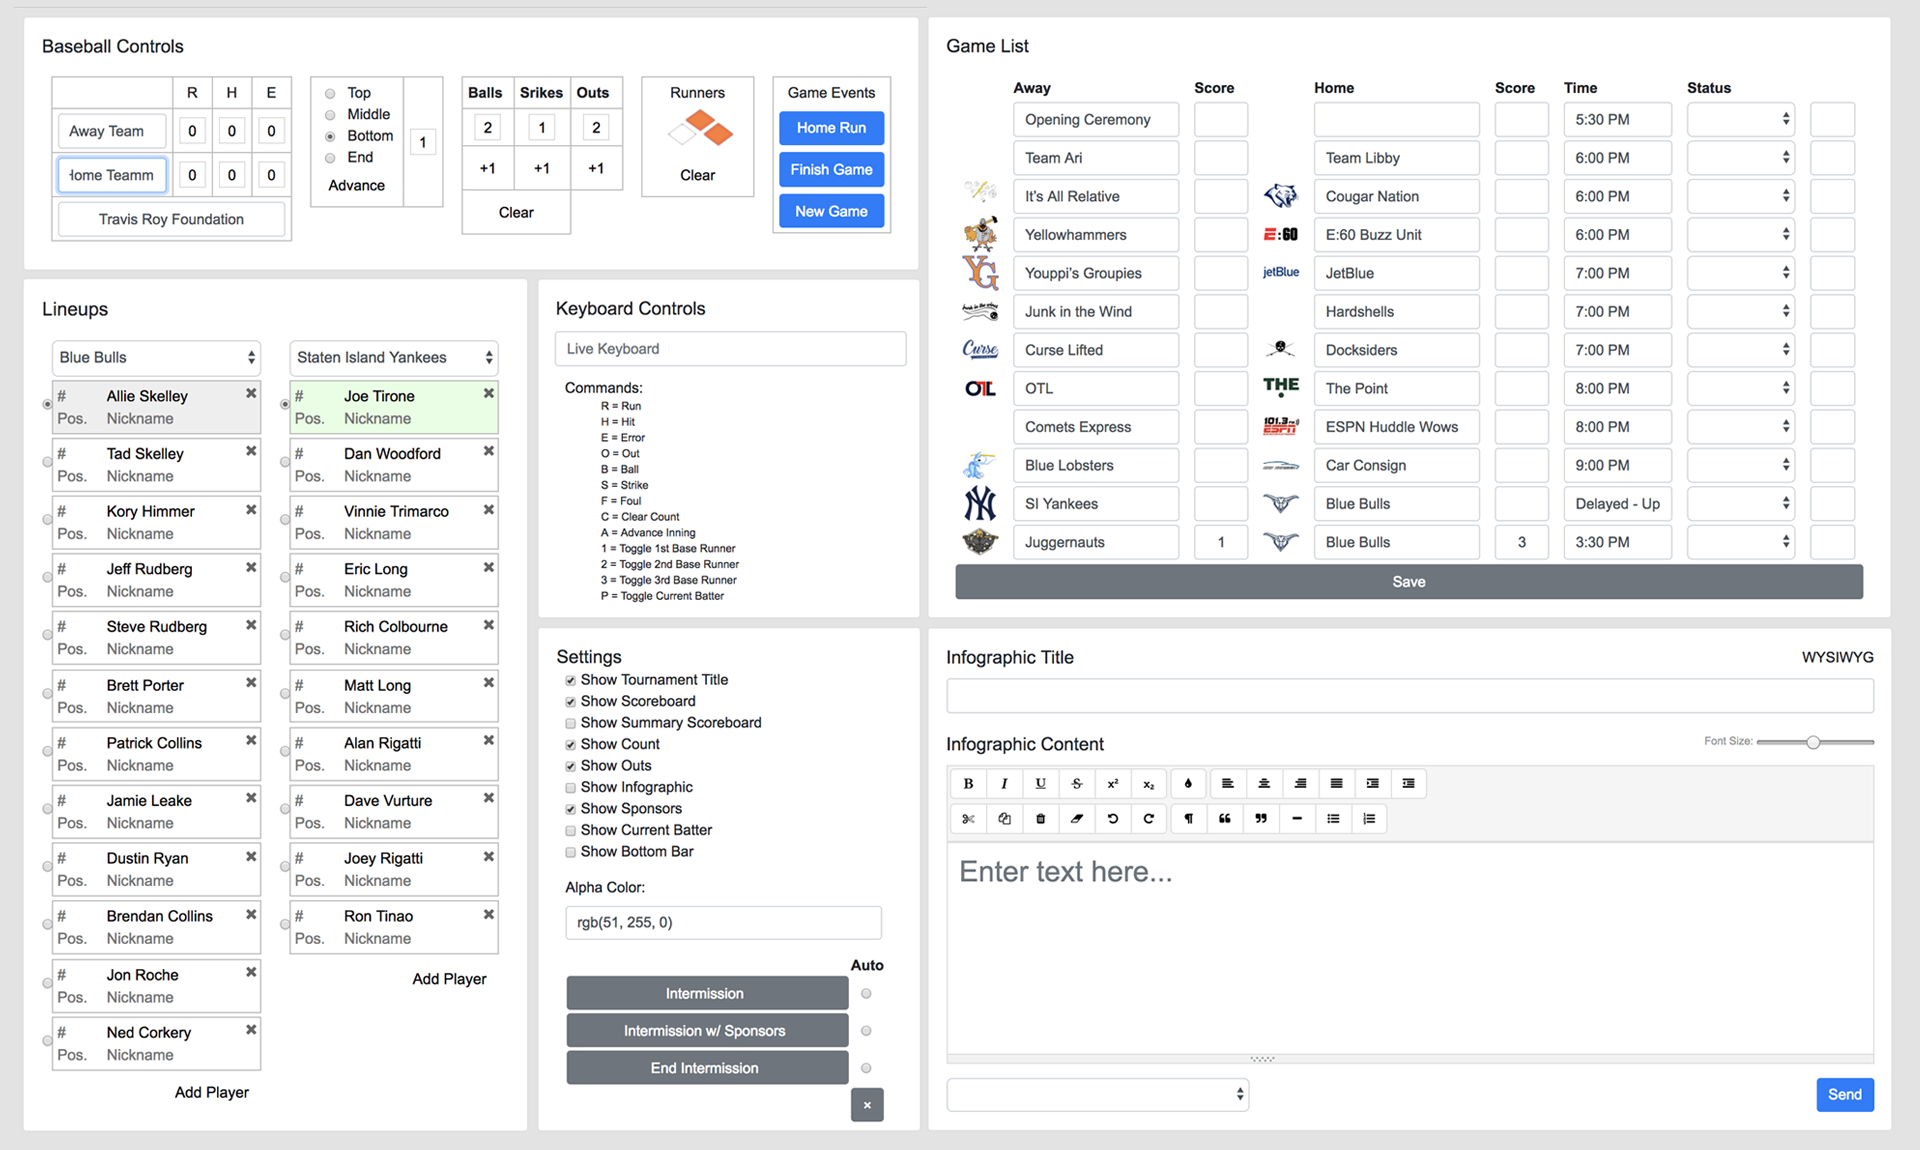 Baseball Controls
R H E
Away Team 0 0 0
Home Teamm 0 0 0
Travis Roy Foundation
Top
Middle
Bottom
End
Advance
1
Balls Srikes Outs
2 1 2
+1 +1 +1
Clear
Runners
Clear
Game Events
Home Run
Finish Game
New Game
Game List
Away Score Home Score Time Status
Opening Ceremony 5:30 PM
Team Ari Team Libby 6:00 PM
It's All Relative Cougar Nation 6:00 PM
Yellowhammers E:60 E:60 Buzz Unit 6:00 PM
YG Youppi's Groupies jetBlue JetBlue 7:00 PM
Junk in the Wind Hardshells 7:00 PM
Curse Curse Lifted Docksiders 7:00 PM
OTL OTL THE The Point 8:00 PM
Comets Express 101.3 FM ESPN ESPN Huddle Wows 8:00 PM
Blue Lobsters Car Consign 9:00 PM
NY SI Yankees Blue Bulls Delayed - Up
Juggernauts 1 Blue Bulls 3 3:30 PM
Save
Lineups
Blue Bulls
# Allie Skelley
Pos. Nickname
# Tad Skelley
Pos. Nickname
# Kory Himmer
Pos. Nickname
# Jeff Rudberg
Pos. Nickname
# Steve Rudberg
Pos. Nickname
# Brett Porter
Pos. Nickname
# Patrick Collins
Pos. Nickname
# Jamie Leake
Pos. Nickname
# Dustin Ryan
Pos. Nickname
# Brendan Collins
Pos. Nickname
# Jon Roche
Pos. Nickname
# Ned Corkery
Pos. Nickname
Add Player
Staten Island Yankees
# Joe Tirone
Pos. Nickname
# Dan Woodford
Pos. Nickname
# Vinnie Trimarco
Pos. Nickname
# Eric Long
Pos. Nickname
# Rich Colbourne
Pos. Nickname
# Matt Long
Pos. Nickname
# Alan Rigatti
Pos. Nickname
# Dave Vurture
Pos. Nickname
# Joey Rigatti
Pos. Nickname
# Ron Tinao
Pos. Nickname
Add Player
Keyboard Controls
Live Keyboard
Commands:
R = Run
H = Hit
E = Error
O = Out
B = Ball
S = Strike
F = Foul
C = Clear Count
A = Advance Inning
1 = Toggle 1st Base Runner
2 = Toggle 2nd Base Runner
3 = Toggle 3rd Base Runner
P = Toggle Current Batter
Settings
Show Tournament Title
Show Scoreboard
Show Summary Scoreboard
Show Count
Show Outs
Show Infographic
Show Sponsors
Show Current Batter
Show Bottom Bar
Alpha Color:
rgb(51, 255, 0)
Auto
Intermission
Intermission w/ Sponsors
End Intermission
×
Infographic Title WYSIWYG
Infographic Content Font Size:
B I U S x² x₂
Enter text here...
Send